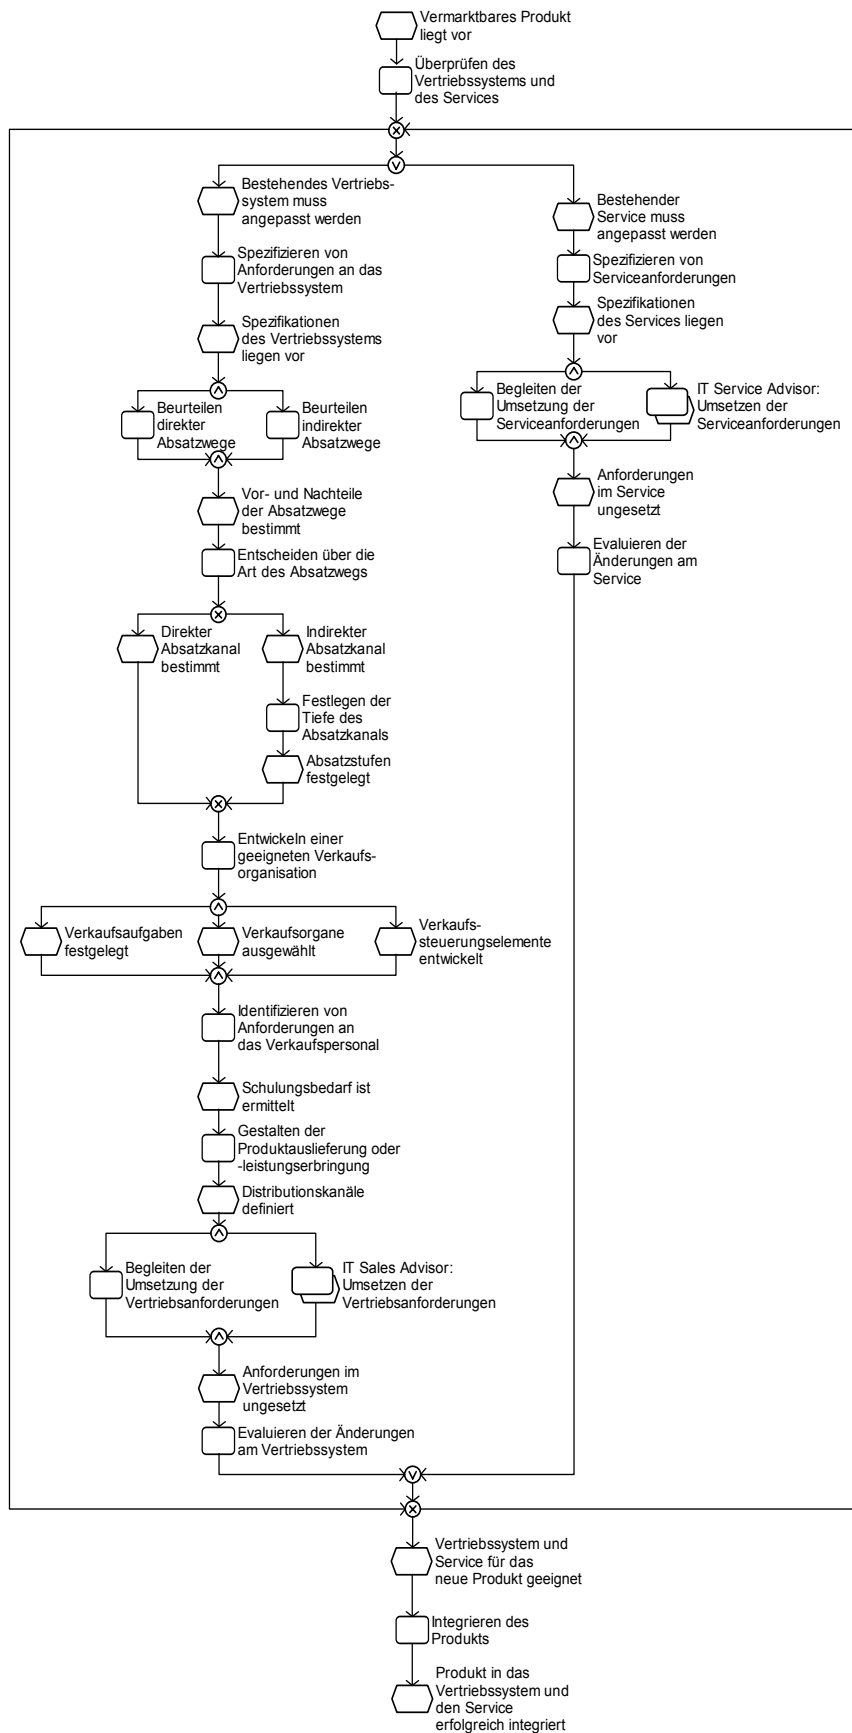 Vermarktbares Produkt
liegt vor
Überprüfen des
Vertriebssystems und
des Services
Bestehendes Vertriebs-
system muss
angepasst werden
Spezifizieren von
Anforderungen an das
Vertriebssystem
Spezifikationen
des Vertriebssystems
liegen vor
Beurteilen
direkter
Absatzwege
Beurteilen
indirekter
Absatzwege
Vor- und Nachteile
der Absatzwege
bestimmt
Entscheiden über die
Art des Absatzwegs
Direkter
Absatzkanal
bestimmt
Indirekter
Absatzkanal
bestimmt
Festlegen der
Tiefe des
Absatzkanals
Absatzstufen
festgelegt
Entwickeln einer
geeigneten Verkaufs-
organisation
Verkaufsaufgaben
festgelegt
Verkaufsorgane
ausgewählt
Verkaufs-
steuerungselemente
entwickelt
Identifizieren von
Anforderungen an
das Verkaufspersonal
Schulungsbedarf ist
ermittelt
Gestalten der
Produktauslieferung oder
-leistungserbringung
Distributionskanäle
definiert
Begleiten der
Umsetzung der
Vertriebsanforderungen
IT Sales Advisor:
Umsetzen der
Vertriebsanforderungen
Anforderungen im
Vertriebssystem
ungesetzt
Evaluieren der Änderungen
am Vertriebssystem
Bestehender
Service muss
angepasst werden
Spezifizieren von
Serviceanforderungen
Spezifikationen
des Services liegen
vor
Begleiten der
Umsetzung der
Serviceanforderungen
IT Service Advisor:
Umsetzen der
Serviceanforderungen
Anforderungen
im Service
ungesetzt
Evaluieren der
Änderungen am
Service
Vertriebssystem und
Service für das
neue Produkt geeignet
Integrieren des
Produkts
Produkt in das
Vertriebssystem und
den Service
erfolgreich integriert